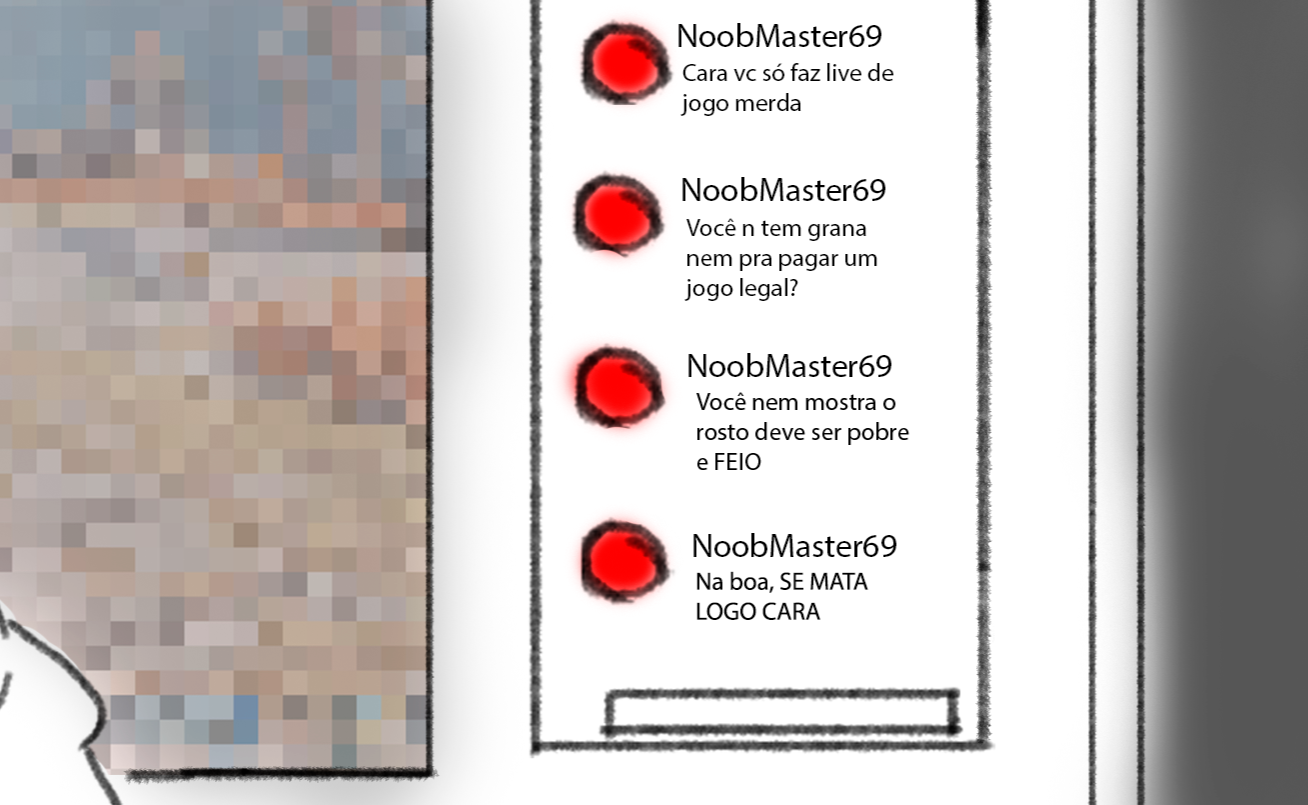 NoobMaster69
Cara vc só faz live de
jogo merda
NoobMaster69
Você n tem grana
nem pra pagar um
jogo legal?
NoobMaster69
Você nem mostra o
rosto deve ser pobre
e FEIO
NoobMaster69
Na boa, SE MATA
LOGO CARA